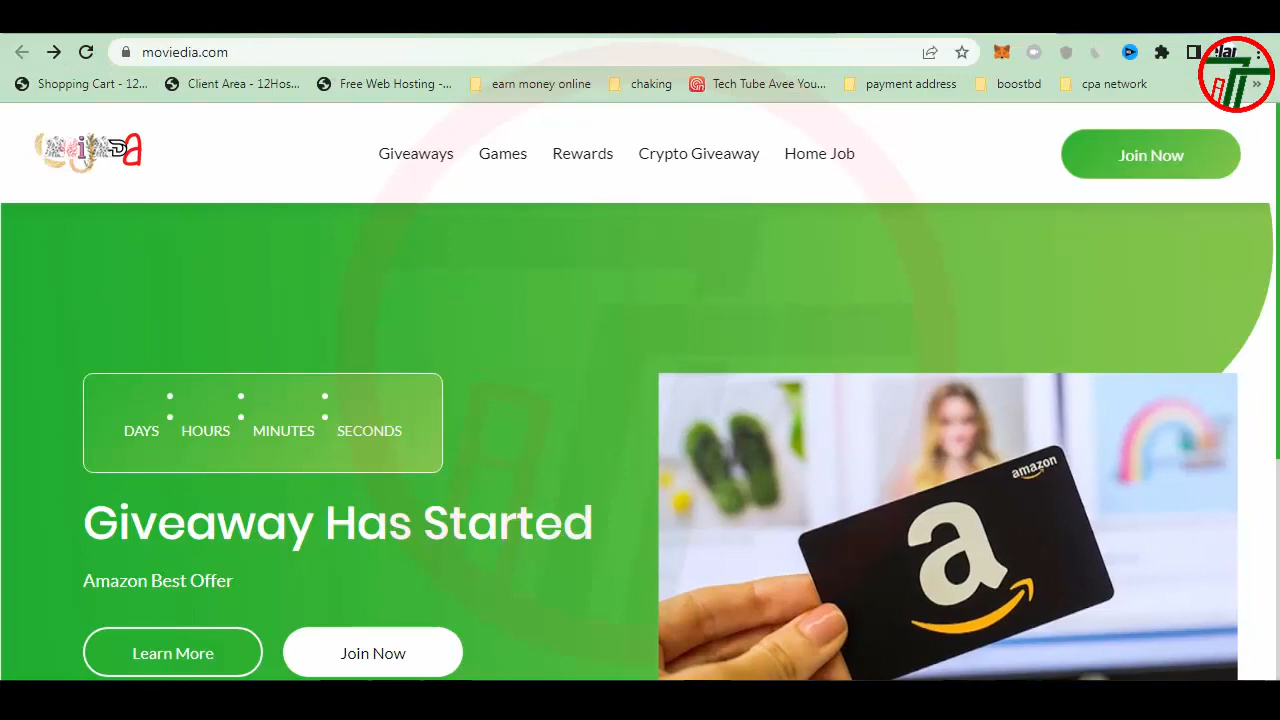 moviedia.com
Shopping Cart - 12...
Client Area - 12Hos...
Free Web Hosting -...
earn money online
chaking
Tech Tube Avee You...
payment address
boostbd
cpa network
Giveaways
Games
Rewards
Crypto Giveaway
Home Job
Join Now
DAYS : HOURS : MINUTES : SECONDS
Giveaway Has Started
Amazon Best Offer
Learn More
Join Now
amazon
a